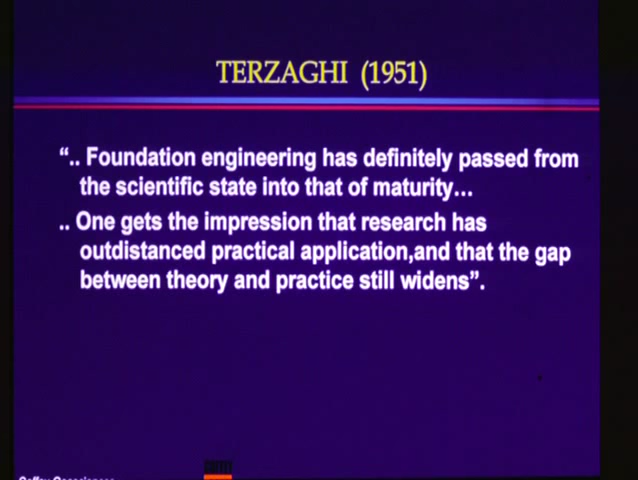 TERZAGHI (1951)
“.. Foundation engineering has definitely passed from
the scientific state into that of maturity...
.. One gets the impression that research has
outdistanced practical application,and that the gap
between theory and practice still widens”.